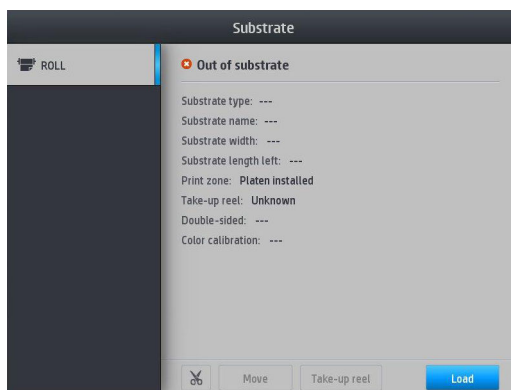 Substrate
ROLL
Out of substrate
Substrate type: ---
Substrate name: ---
Substrate width: ---
Substrate length left: ---
Print zone: Platen installed
Take-up reel: Unknown
Double-sided: ---
Color calibration: ---
Move
Take-up reel
Load